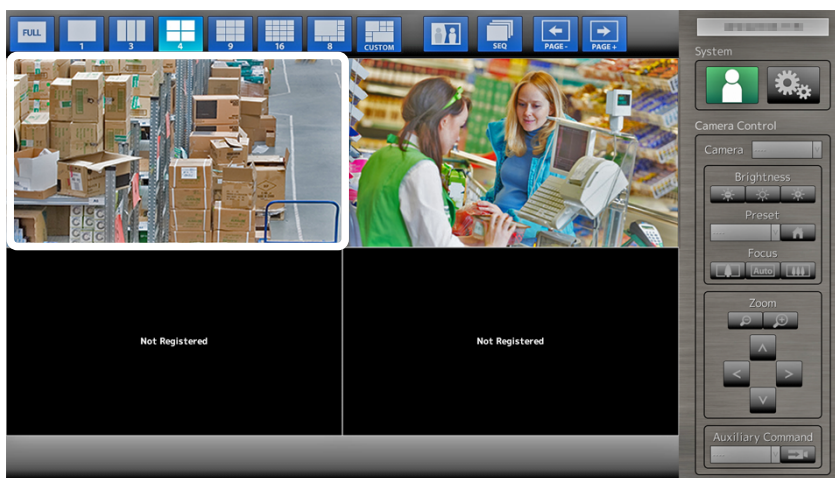 FULL
1
3
4
9
16
8
CUSTOM
SEQ
PAGE-
PAGE+
System
Camera Control
Camera ----
Brightness
Preset
----
Focus
Auto
Zoom
Auxiliary Command
----
Not Registered
Not Registered